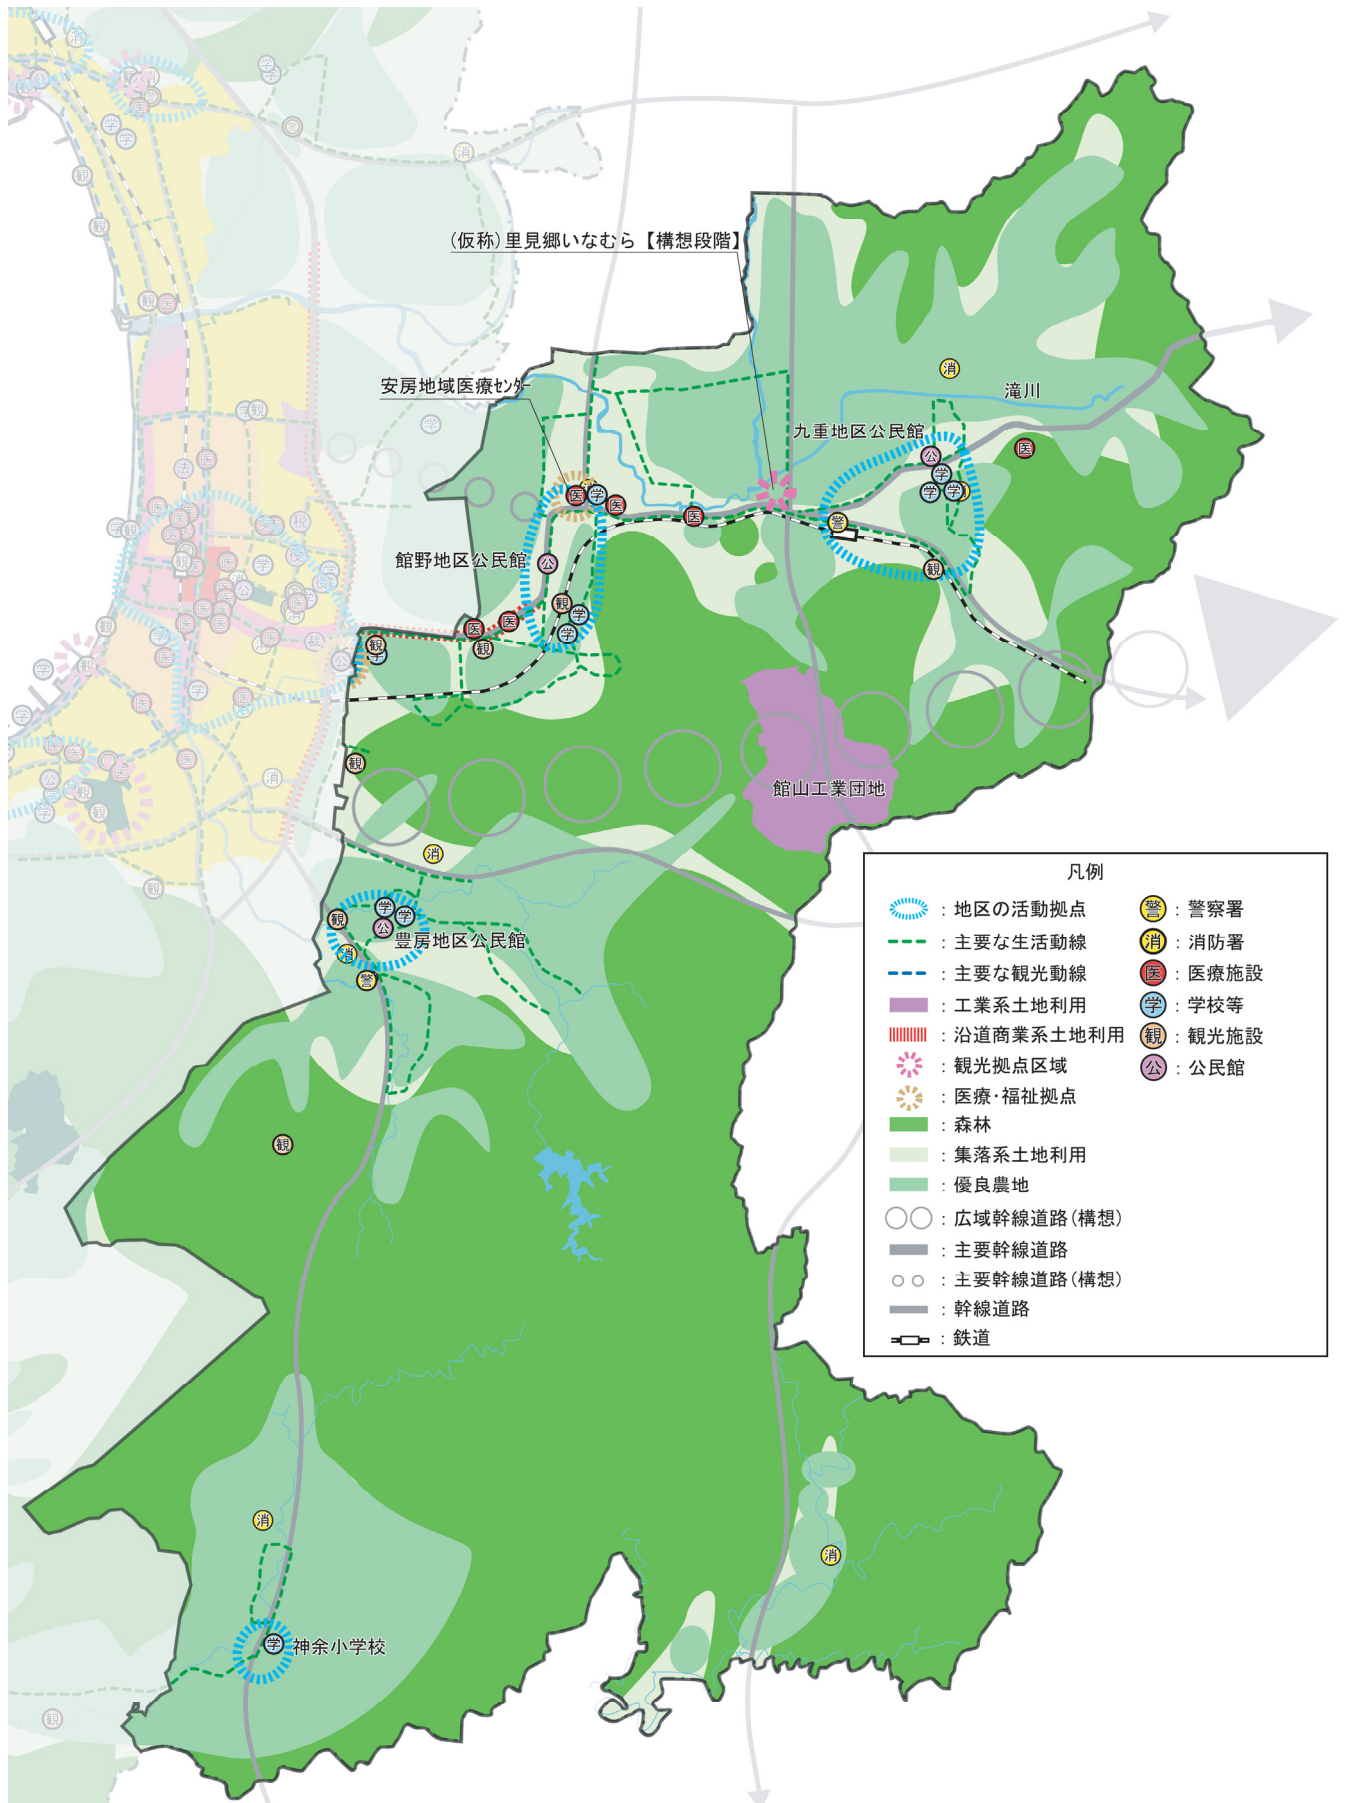 (仮称)里見郷いなむら【構想段階】
安房地域医療センター
滝川
九重地区公民館
館野地区公民館
館山工業団地
豊房地区公民館
神余小学校
凡例
：地区の活動拠点
：主要な生活動線
：主要な観光動線
：工業系土地利用
：沿道商業系土地利用
：観光拠点区域
：医療・福祉拠点
：森林
：集落系土地利用
：優良農地
：広域幹線道路(構想)
：主要幹線道路
：主要幹線道路(構想)
：幹線道路
：鉄道
警：警察署
消：消防署
医：医療施設
学：学校等
観：観光施設
公：公民館